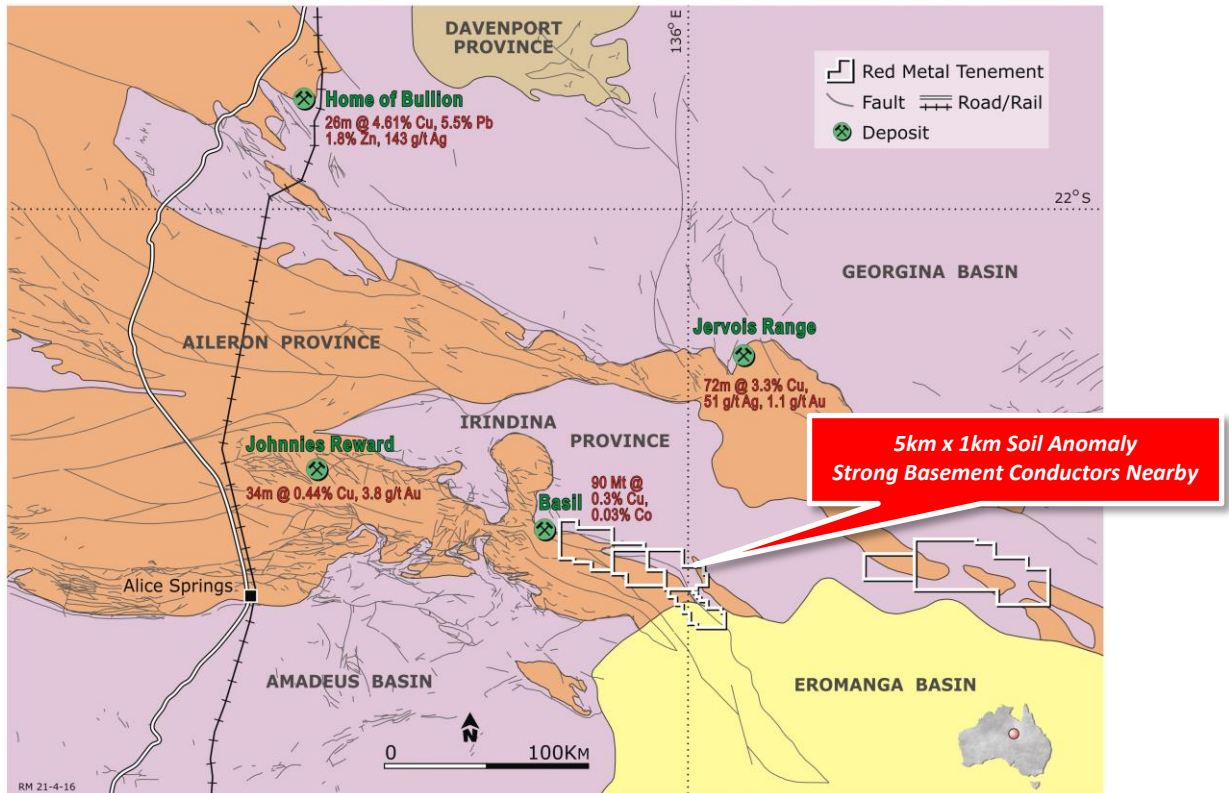 DAVENPORT
PROVINCE
136° E
Red Metal Tenement
Fault
Road/Rail
Deposit
Home of Bullion
26m @ 4.61% Cu, 5.5% Pb
1.8% Zn, 143 g/t Ag
22° S
GEORGINA BASIN
Jervois Range
AILERON PROVINCE
72m @ 3.3% Cu,
51 g/t Ag, 1.1 g/t Au
IRINDINA
PROVINCE
5km x 1km Soil Anomaly
Strong Basement Conductors Nearby
Johnnies Reward
34m @ 0.44% Cu, 3.8 g/t Au
90 Mt @
0.3% Cu,
0.03% Co
Basil
Alice Springs
AMADEUS BASIN
EROMANGA BASIN
N
0 100KM
RM 21-4-16